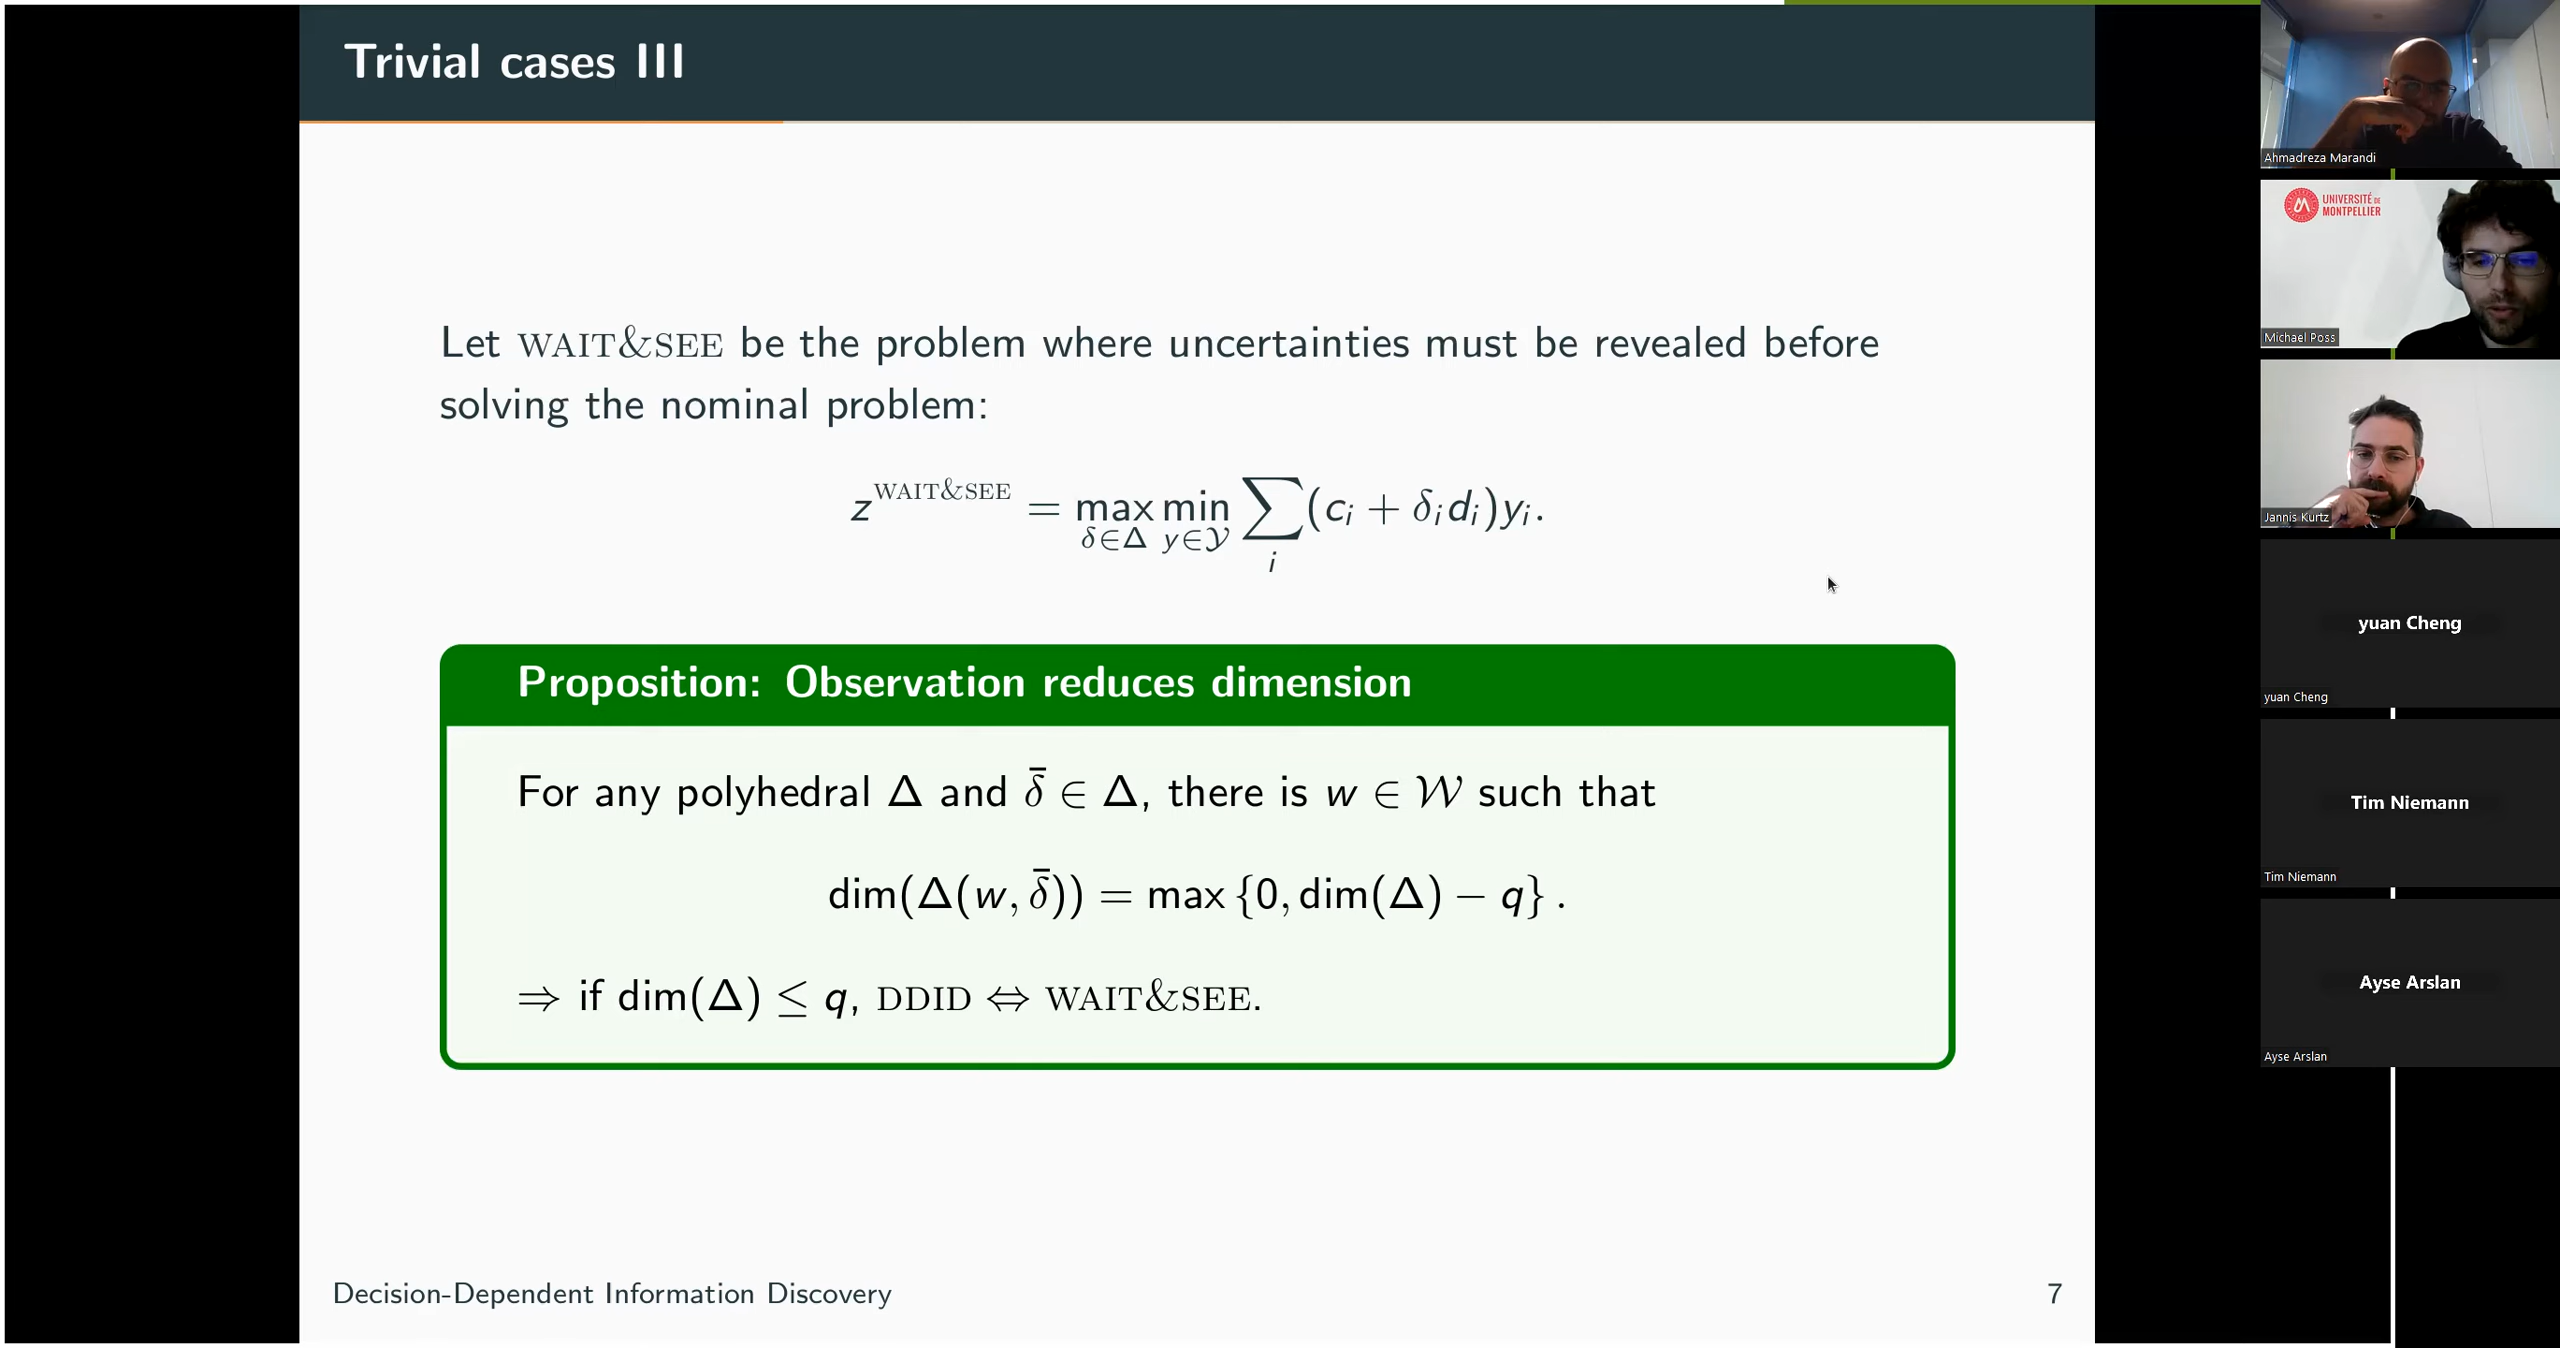 Trivial cases III
Let WAIT&SEE be the problem where uncertainties must be revealed before
solving the nominal problem:
z^{WAIT&SEE} = max_{δ∈Δ} min_{y∈𝒴} ∑_i (c_i + δ_i d_i) y_i.
Proposition: Observation reduces dimension
For any polyhedral Δ and δ̄ ∈ Δ, there is w ∈ 𝒲 such that
dim(Δ(w, δ̄)) = max {0, dim(Δ) − q} .
⇒ if dim(Δ) ≤ q, DDID ⇔ WAIT&SEE.
Decision-Dependent Information Discovery
7
Ahmadreza Marandi
UNIVERSITÉ DE
MONTPELLIER
Michael Poss
Jannis Kurtz
yuan Cheng
yuan Cheng
Tim Niemann
Tim Niemann
Ayse Arslan
Ayse Arslan